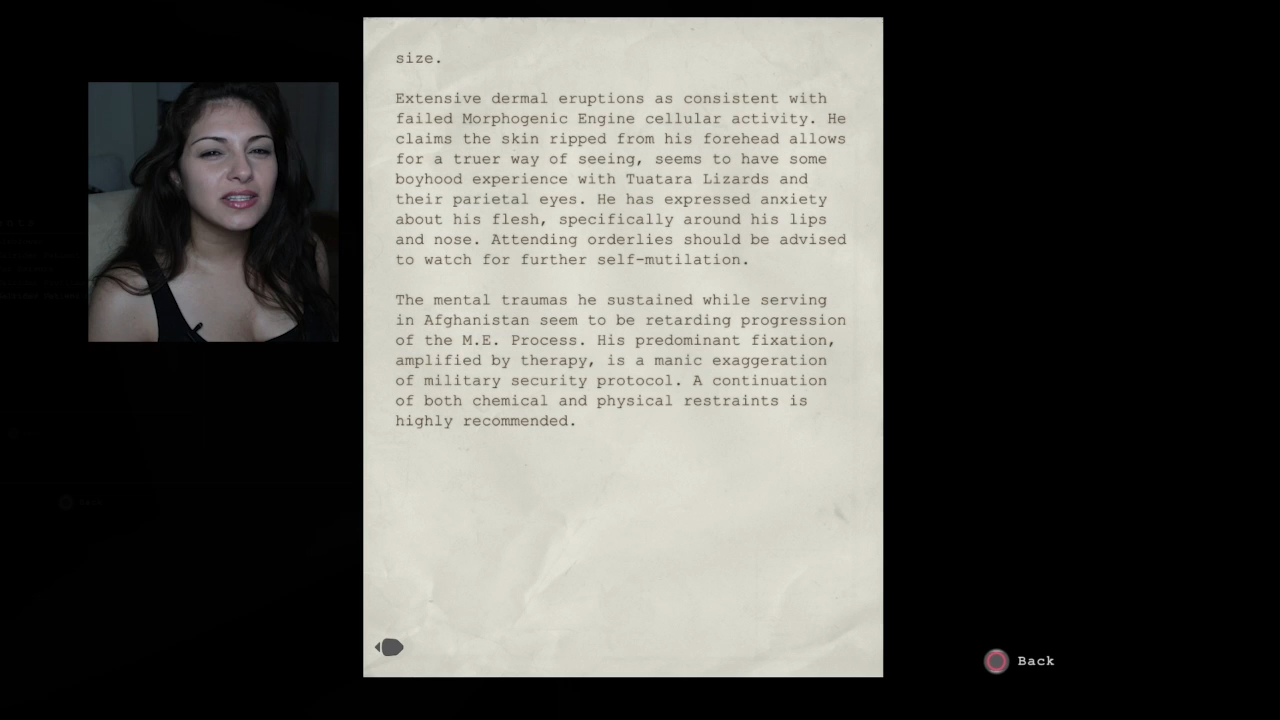 size.
Extensive dermal eruptions as consistent with
failed Morphogenic Engine cellular activity. He
claims the skin ripped from his forehead allows
for a truer way of seeing, seems to have some
boyhood experience with Tuatara Lizards and
their parietal eyes. He has expressed anxiety
about his flesh, specifically around his lips
and nose. Attending orderlies should be advised
to watch for further self-mutilation.
The mental traumas he sustained while serving
in Afghanistan seem to be retarding progression
of the M.E. Process. His predominant fixation,
amplified by therapy, is a manic exaggeration
of military security protocol. A continuation
of both chemical and physical restraints is
highly recommended.
Back